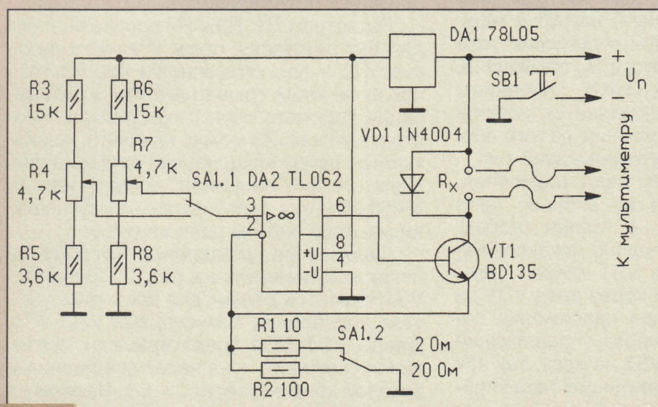 DA1 78L05
+
Uп
−
SB1
R3
15к
R6
15к
VD1 1N4004
R4
4,7к
R7
4,7к
SA1.1
DA2 TL062
Rх
К мультиметру
3
2
▷∞
6
+U
8
-U
4
VT1
BD135
R5
3,6к
R8
3,6к
R1 10
SA1.2
2 Ом
R2 100
20 Ом